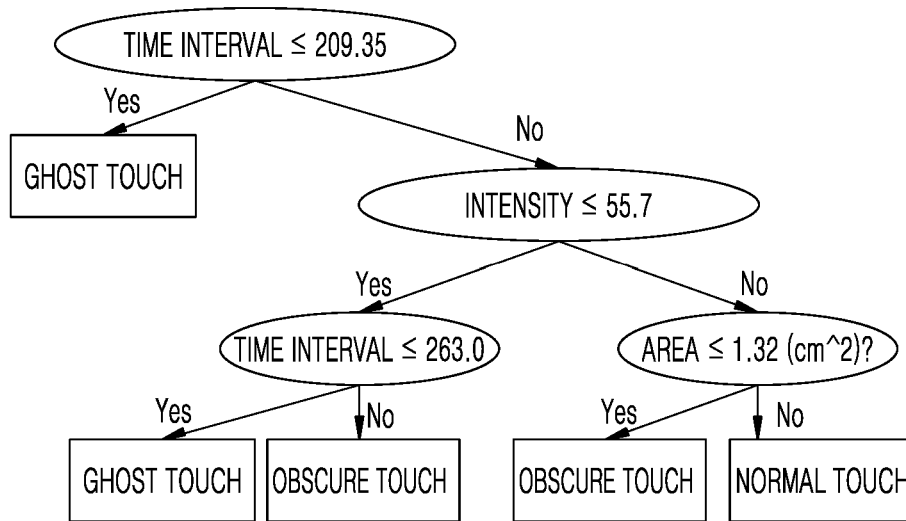 TIME INTERVAL ≤ 209.35
Yes
No
GHOST TOUCH
INTENSITY ≤ 55.7
Yes
No
TIME INTERVAL ≤ 263.0
AREA ≤ 1.32 (cm^2)?
Yes
No
Yes
No
GHOST TOUCH
OBSCURE TOUCH
OBSCURE TOUCH
NORMAL TOUCH